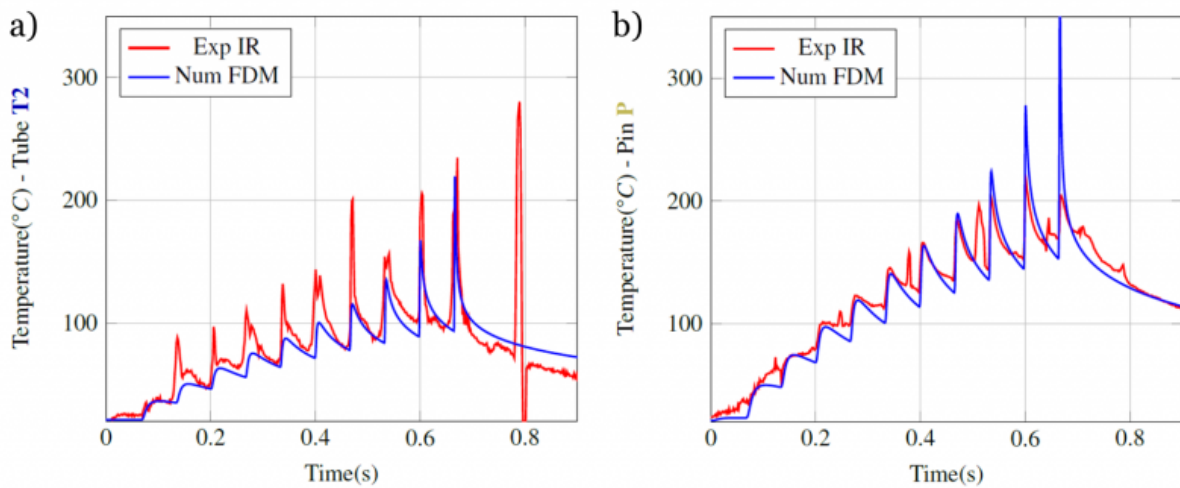 a)
Exp IR
Num FDM
300
200
100
Temperature(°C) - Tube T2
0
0.2
0.4
0.6
0.8
Time(s)
b)
Exp IR
Num FDM
300
200
100
Temperature(°C) - Pin P
0
0.2
0.4
0.6
0.8
Time(s)